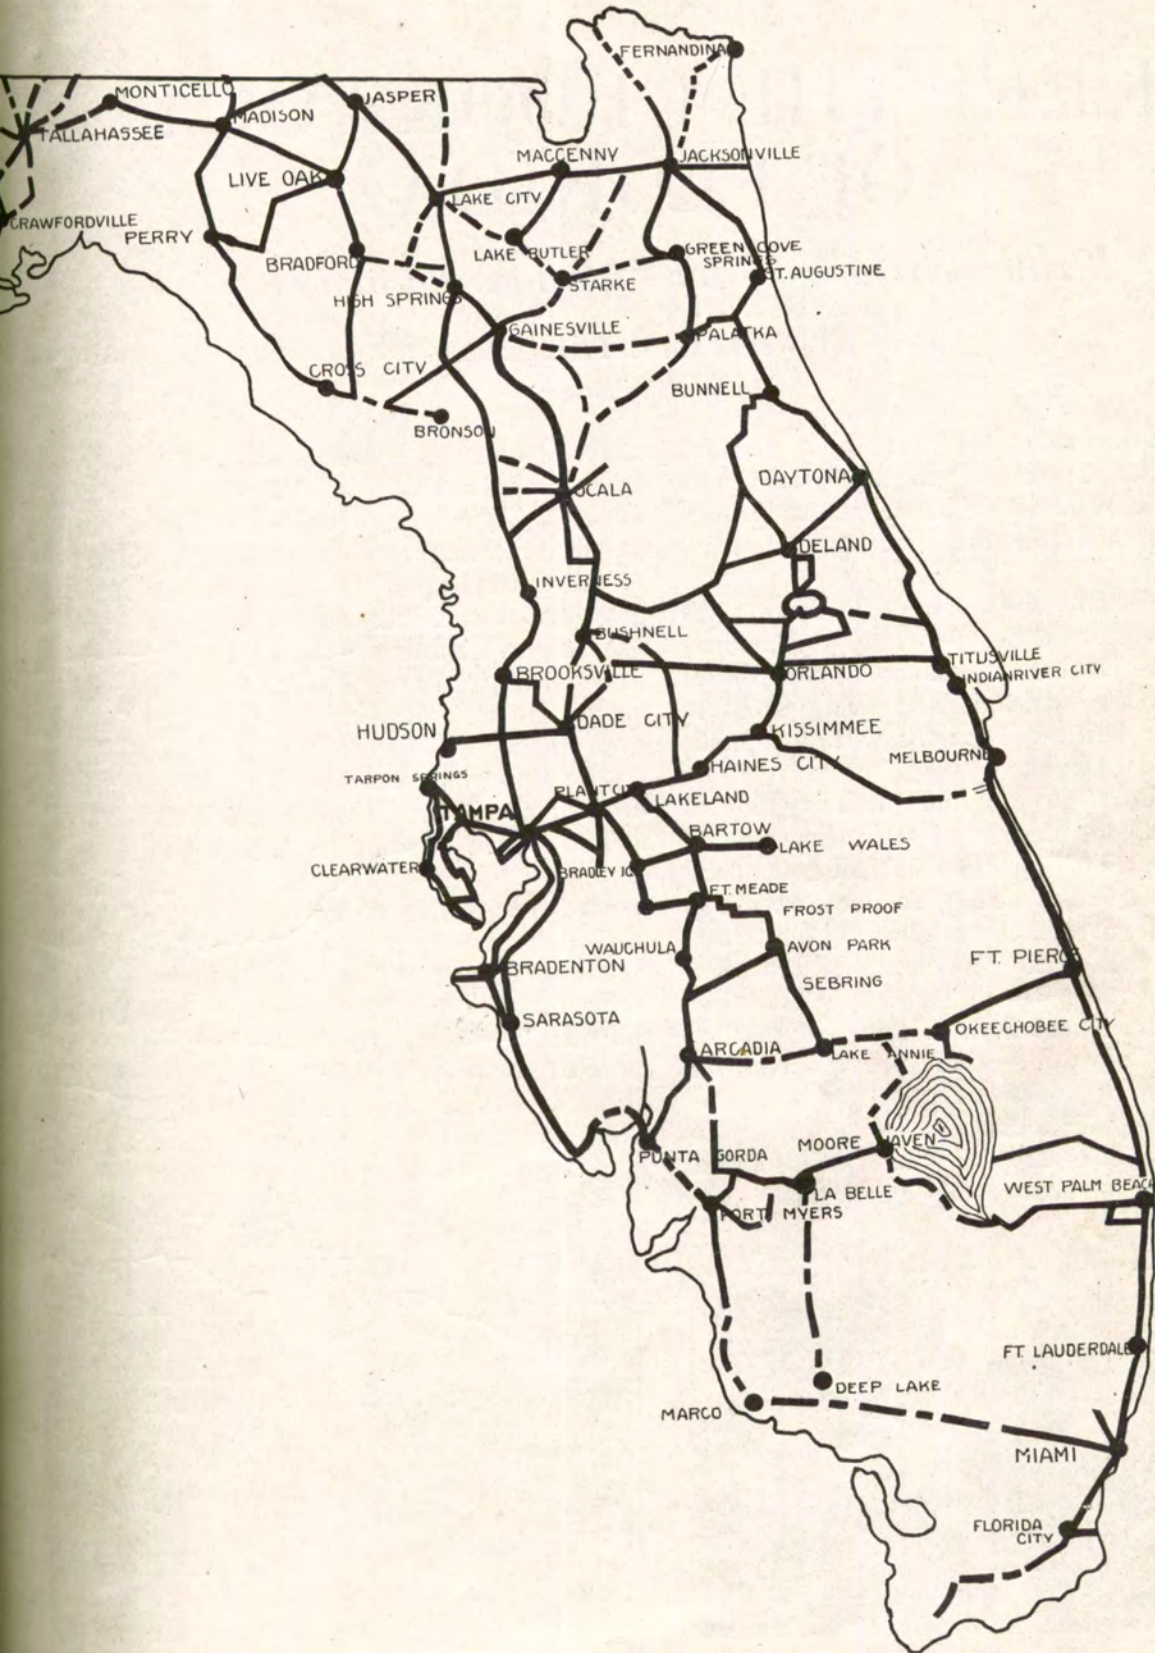 FERNANDINA
MONTICELLO
JASPER
MADISON
TALLAHASSEE
MACCENNY
JACKSONVILLE
LIVE OAK
LAKE CITY
CRAWFORDVILLE
PERRY
LAKE BUTLER
GREEN COVE
SPRINGS
BRADFORD
ST. AUGUSTINE
STARKE
HIGH SPRINGS
GAINESVILLE
PALATKA
CROSS CITY
BUNNELL
BRONSON
DAYTONA
OCALA
DELAND
INVERNESS
BUSHNELL
TITUSVILLE
BROOKSVILLE
ORLANDO
INDIANRIVER CITY
DADE CITY
HUDSON
KISSIMMEE
MELBOURNE
HAINES CITY
TARPON SPRINGS
PLANT CITY
LAKELAND
TAMPA
BARTOW
LAKE WALES
CLEARWATER
BRADLEY JC
FT. MEADE
FROST PROOF
WAUCHULA
AVON PARK
FT. PIERCE
BRADENTON
SEBRING
SARASOTA
OKEECHOBEE CITY
ARCADIA
LAKE ANNIE
MOORE HAVEN
PUNTA GORDA
WEST PALM BEACH
LA BELLE
FORT MYERS
FT. LAUDERDALE
DEEP LAKE
MARCO
MIAMI
FLORIDA
CITY